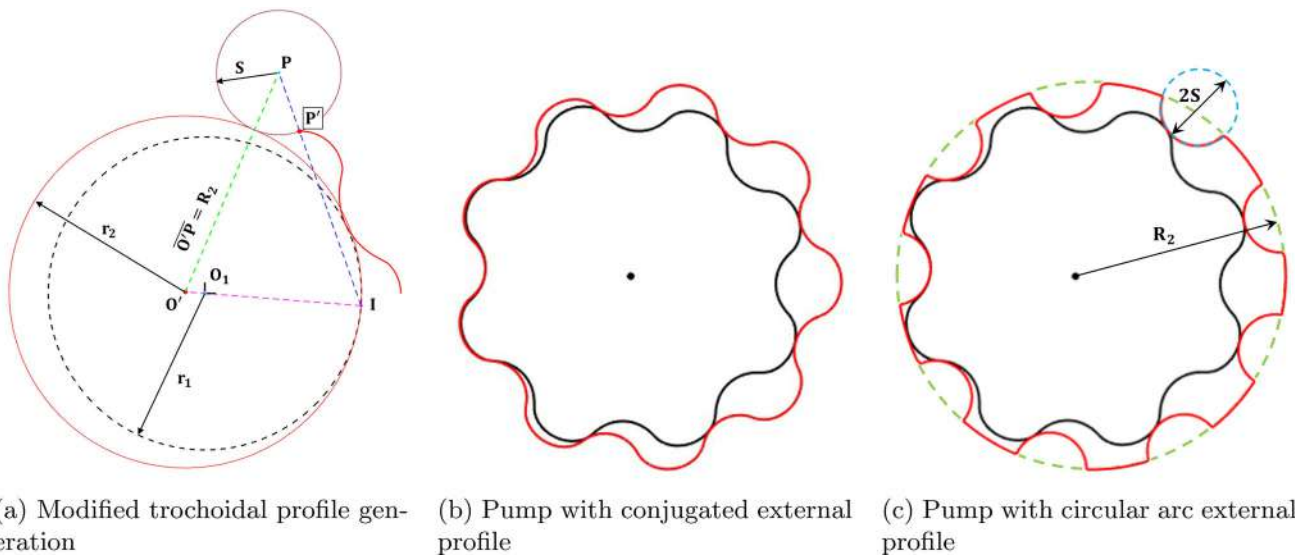 S
P
P'
O'P = R₂
r₂
O₁
O'
I
r₁
2S
R₂
(a) Modified trochoidal profile gen-
eration
(b) Pump with conjugated external
profile
(c) Pump with circular arc external
profile